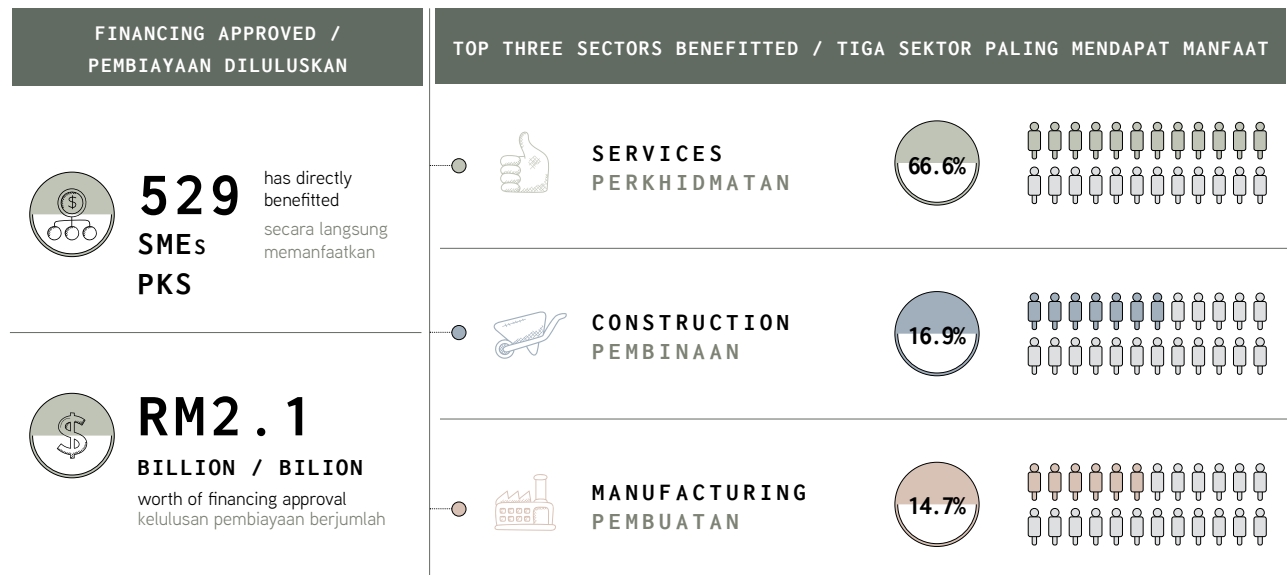 FINANCING APPROVED /
PEMBIAYAAN DILULUSKAN
529
SMEs
PKS
has directly
benefitted
secara langsung
memanfaatkan
RM2.1
BILLION / BILION
worth of financing approval
kelulusan pembiayaan berjumlah
TOP THREE SECTORS BENEFITTED / TIGA SEKTOR PALING MENDAPAT MANFAAT
SERVICES
PERKHIDMATAN
66.6%
CONSTRUCTION
PEMBINAAN
16.9%
MANUFACTURING
PEMBUATAN
14.7%